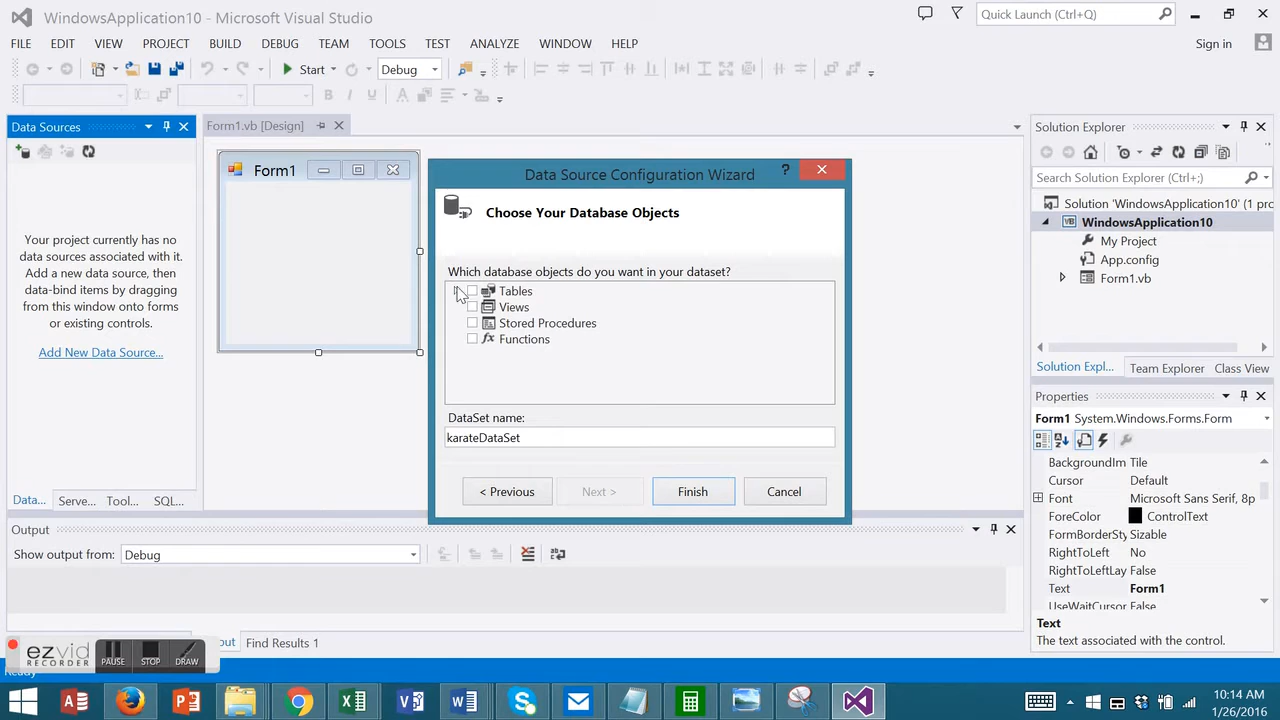 WindowsApplication10 - Microsoft Visual Studio
Quick Launch (Ctrl+Q)
FILE EDIT VIEW PROJECT BUILD DEBUG TEAM TOOLS TEST ANALYZE WINDOW HELP
Sign in
Start
Debug
Data Sources
Form1.vb [Design]
Solution Explorer
Form1
Data Source Configuration Wizard
?
Choose Your Database Objects
Search Solution Explorer (Ctrl+;)
Solution 'WindowsApplication10' (1 prc
WindowsApplication10
My Project
App.config
Form1.vb
Your project currently has no
data sources associated with it.
Add a new data source, then
data-bind items by dragging
from this window onto forms
or existing controls.
Add New Data Source...
Which database objects do you want in your dataset?
Tables
Views
Stored Procedures
fx Functions
DataSet name:
karateDataSet
< Previous
Next >
Finish
Cancel
Solution Expl... Team Explorer Class View
Properties
Form1 System.Windows.Forms.Form
BackgroundIm Tile
Cursor Default
Font Microsoft Sans Serif, 8p
ForeColor ControlText
FormBorderSty Sizable
RightToLeft No
RightToLeftLay False
Text Form1
UseWaitCursor False
Text
The text associated with the control.
Data... Serve... Tool... SQL...
Output
Show output from: Debug
Find Results 1
ezvid
RECORDER
PAUSE STOP DRAW
10:14 AM
1/26/2016